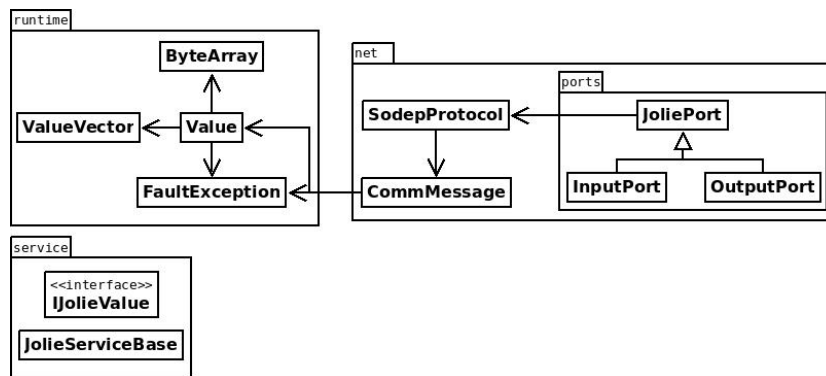 runtime
ByteArray
ValueVector
Value
FaultException
net
SodepProtocol
CommMessage
ports
JoliePort
InputPort
OutputPort
service
<<interface>>
IJolieValue
JolieServiceBase